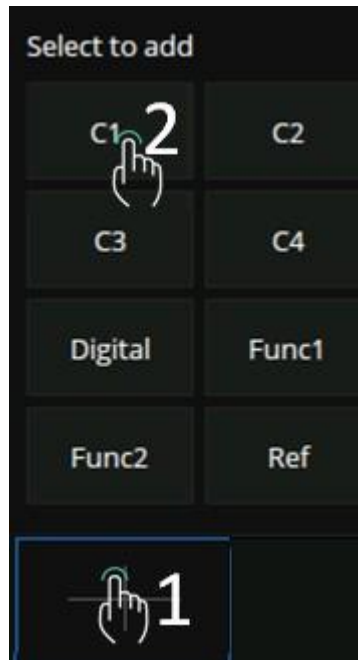 Select to add
C1 2 C2
C3 C4
Digital Func1
Func2 Ref
1